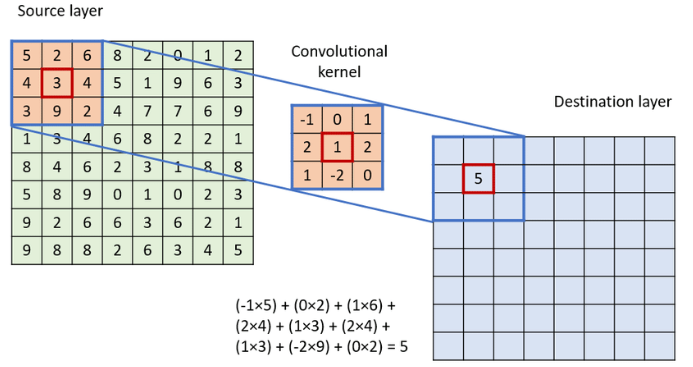 Source layer
5 2 6 8 2 0 1 2
4 3 4 5 1 9 6 3
3 9 2 4 7 7 6 9
1 3 4 6 8 2 2 1
8 4 6 2 3 1 8 8
5 8 9 0 1 0 2 3
9 2 6 6 3 6 2 1
9 8 8 2 6 3 4 5
Convolutional
kernel
-1 0 1
2 1 2
1 -2 0
Destination layer
5
(-1×5) + (0×2) + (1×6) +
(2×4) + (1×3) + (2×4) +
(1×3) + (-2×9) + (0×2) = 5